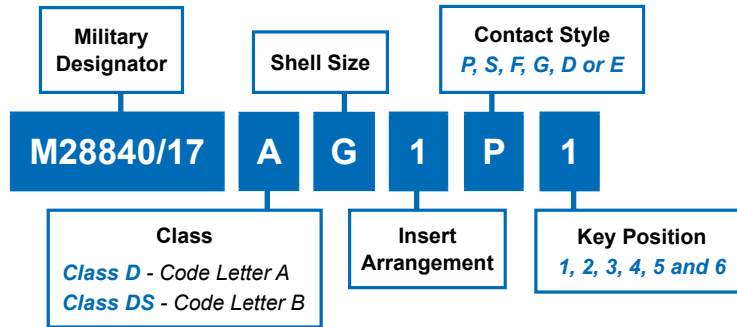 Military
Designator
Shell Size
Contact Style
P, S, F, G, D or E
M28840/17 A G 1 P 1
Class
Class D - Code Letter A
Class DS - Code Letter B
Insert
Arrangement
Key Position
1, 2, 3, 4, 5 and 6